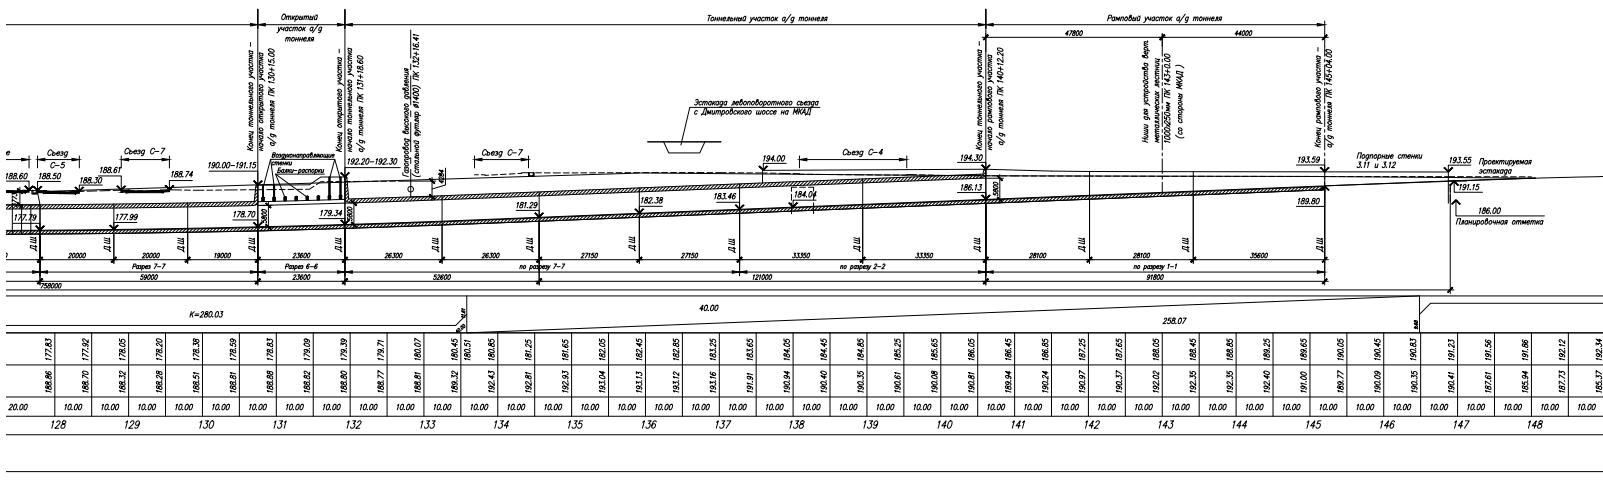 Открытый
участок а/д
тоннеля
Тоннельный участок а/д тоннеля
Рамповый участок а/д тоннеля
47800
44000
Конец тоннельного участка –
начало открытого участка
а/д тоннеля ПК 130+15.00
Конец открытого участка –
начало тоннельного участка
а/д тоннеля ПК 131+18.60
Газопровод высокого давления
(стальной футляр ø1400) ПК 132+16.41
Эстакада левоповоротного съезда
с Дмитровского шоссе на МКАД
Конец тоннельного участка –
начало рампового участка
а/д тоннеля ПК 140+12.20
Ниши для устройства верт.
металлических лестниц
1000х250мм ПК 143+0.00
(со стороны МКАД )
Конец рампового участка –
а/д тоннеля ПК 145+04.00
е
Съезд
С-5
Съезд С-7
Воздухонаправляющие
стенки
Балки-распорки
Съезд С-7
Съезд С-4
Подпорные стенки
3.11 и 3.12
Проектируемая
эстакада
188.60 188.50 188.30 188.61 188.74 190.00-191.15 192.20-192.30 4284 194.00 194.30 193.59 193.55
191.15
186.00
Планировочная отметка
177.79 177.99 178.70 5800 179.34 5800 181.29 182.38 183.46 184.04 186.13 5800 189.80
Д.Ш. Д.Ш. Д.Ш. Д.Ш. Д.Ш. Д.Ш. Д.Ш. Д.Ш. Д.Ш. Д.Ш. Д.Ш. Д.Ш. Д.Ш. Д.Ш.
20000 20000 19000 23600 26300 26300 27150 27150 33350 33350 28100 28100 35600
Разрез 7-7 Разрез 6-6 по разрезу 7-7 по разрезу 2-2 по разрезу 1-1
59000 23600 52600 121000 91800
758000
К=280.03 40.00 258.07
177.83 177.92 178.05 178.20 178.38 178.59 178.83 179.09 179.39 179.71 180.07 180.45 180.51 180.85 181.25 181.65 182.05 182.45 182.85 183.25 183.65 184.05 184.45 184.85 185.25 185.65 186.05 186.45 186.85 187.25 187.65 188.05 188.45 188.85 189.25 189.65 190.05 190.45 190.83 191.23 191.56 191.86 192.12 192.34
188.86 188.70 188.32 188.28 188.51 188.81 188.88 188.62 188.80 188.77 188.81 189.32 192.43 192.81 192.93 193.04 193.13 193.12 193.16 191.91 190.94 190.40 190.35 190.61 190.08 190.81 189.94 190.24 190.97 190.37 192.02 192.35 192.35 192.40 191.00 189.77 190.09 190.35 190.41 187.61 185.94 187.73 185.37
20.00 10.00 10.00 10.00 10.00 10.00 10.00 10.00 10.00 10.00 10.00 10.00 10.00 10.00 10.00 10.00 10.00 10.00 10.00 10.00 10.00 10.00 10.00 10.00 10.00 10.00 10.00 10.00 10.00 10.00 10.00 10.00 10.00 10.00 10.00 10.00 10.00 10.00 10.00 10.00 10.00 10.00 10.00
128 129 130 131 132 133 134 135 136 137 138 139 140 141 142 143 144 145 146 147 148